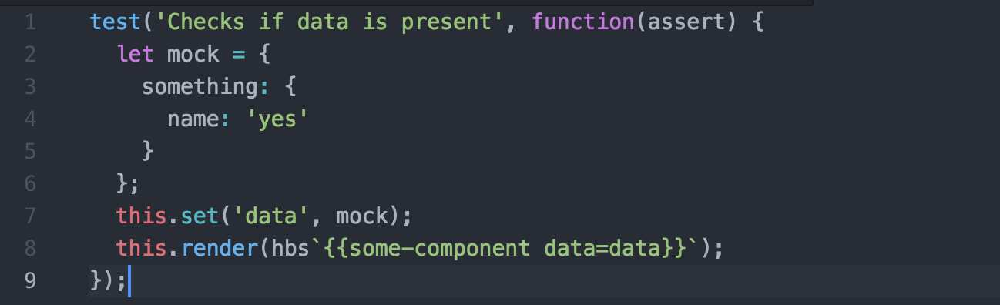 1 test('Checks if data is present', function(assert) {
2 let mock = {
3 something: {
4 name: 'yes'
5 }
6 };
7 this.set('data', mock);
8 this.render(hbs`{{some-component data=data}}`);
9 });